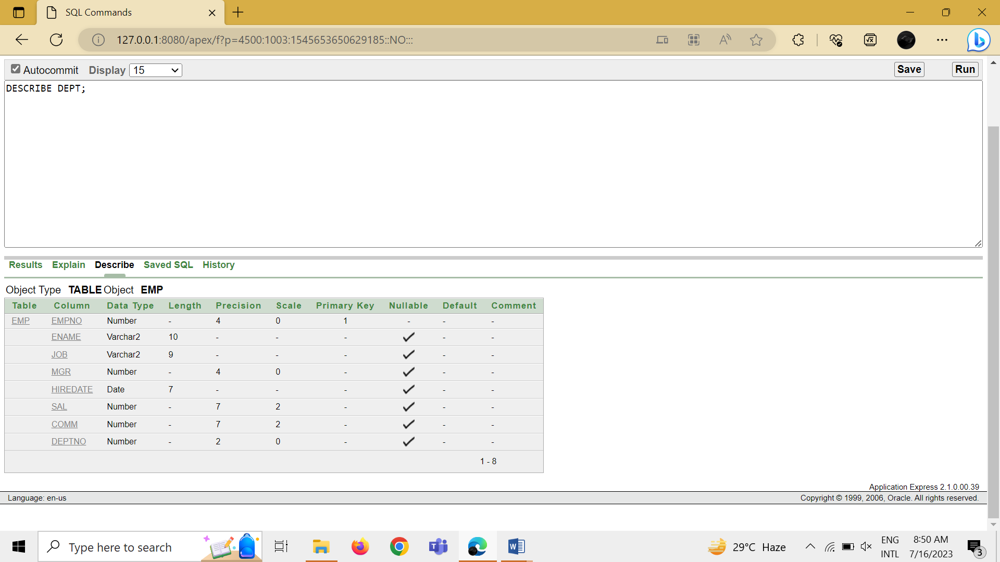 SQL Commands
127.0.0.1:8080/apex/f?p=4500:1003:1545653650629185::NO:::
Autocommit Display 15 Save Run
DESCRIBE DEPT;
Results Explain Describe Saved SQL History
Object Type TABLE Object EMP
Table Column Data Type Length Precision Scale Primary Key Nullable Default Comment
EMP EMPNO Number - 4 0 1 - - -
ENAME Varchar2 10 - - - - -
JOB Varchar2 9 - - - - -
MGR Number - 4 0 - - -
HIREDATE Date 7 - - - - -
SAL Number - 7 2 - - -
COMM Number - 7 2 - - -
DEPTNO Number - 2 0 - - -
1 - 8
Application Express 2.1.0.00.39
Language: en-us Copyright © 1999, 2006, Oracle. All rights reserved.
Type here to search 29°C Haze ENG 8:50 AM
INTL 7/16/2023 3